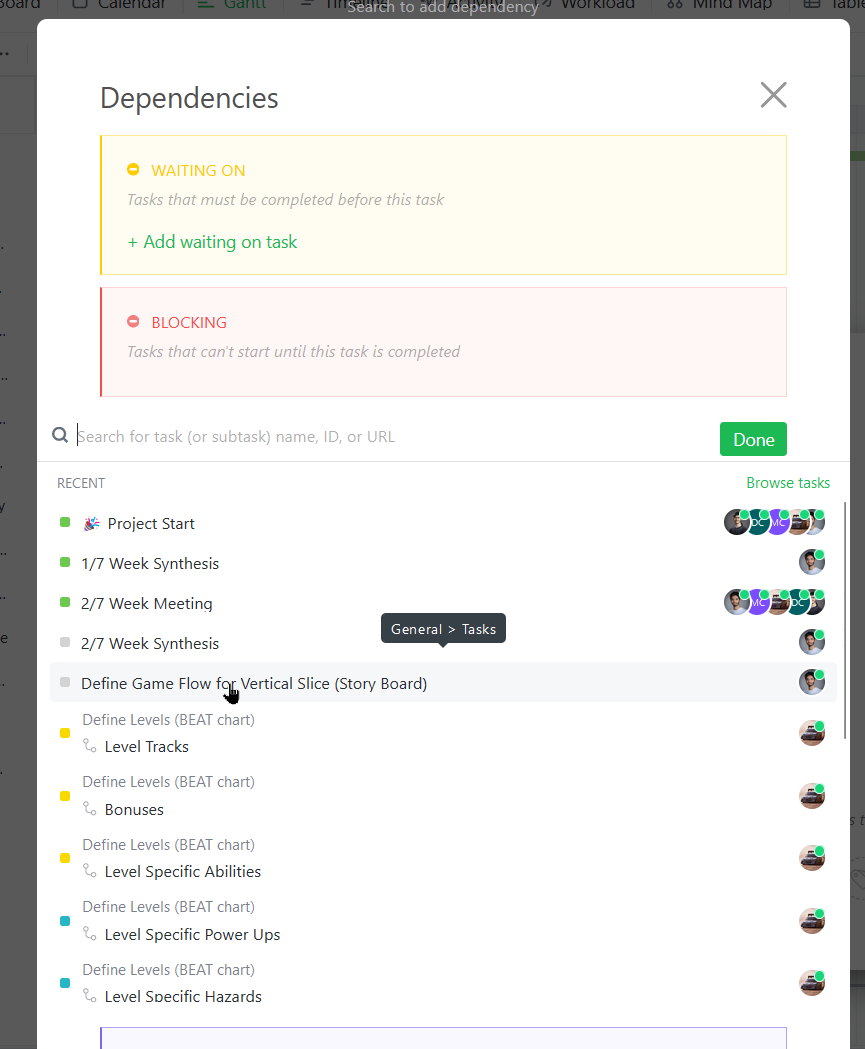 Board
Calendar
Gantt
Timeline
Activity
Workload
Mind Map
Table
Search to add dependency
Dependencies
WAITING ON
Tasks that must be completed before this task
+ Add waiting on task
BLOCKING
Tasks that can't start until this task is completed
Search for task (or subtask) name, ID, or URL
Done
RECENT
Browse tasks
🎉 Project Start
DC MC
1/7 Week Synthesis
2/7 Week Meeting
MC DC
2/7 Week Synthesis
General > Tasks
Define Game Flow for Vertical Slice (Story Board)
Define Levels (BEAT chart)
Level Tracks
Define Levels (BEAT chart)
Bonuses
Define Levels (BEAT chart)
Level Specific Abilities
Define Levels (BEAT chart)
Level Specific Power Ups
Define Levels (BEAT chart)
Level Specific Hazards